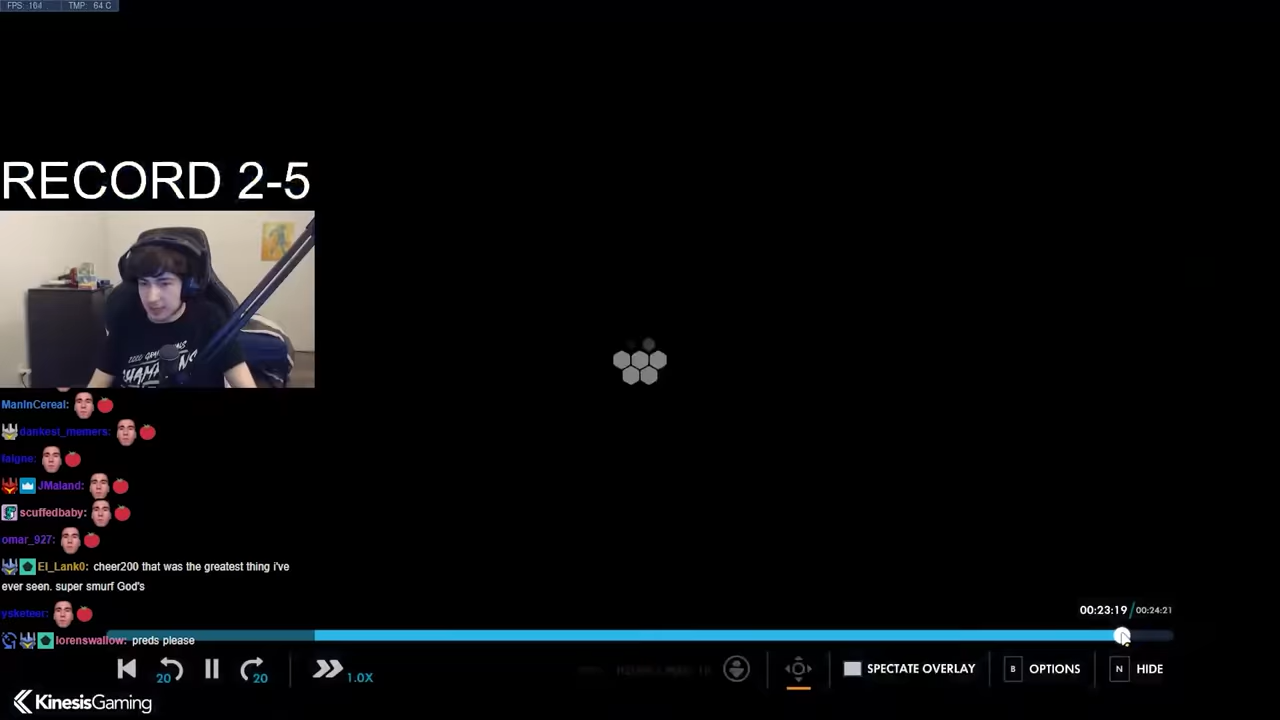 FPS: 164 TMP: 64 C
RECORD 2-5
ManInCereal:
dankest_memers:
faigne:
JMaland:
scuffedbaby:
omar_927:
El_Lank0: cheer200 that was the greatest thing i've
ever seen. super smurf God's
ysketeer:
lorenswallow: preds please
00:23:19 / 00:24:21
20 20 1.0X SPECTATE OVERLAY B OPTIONS N HIDE
KinesisGaming